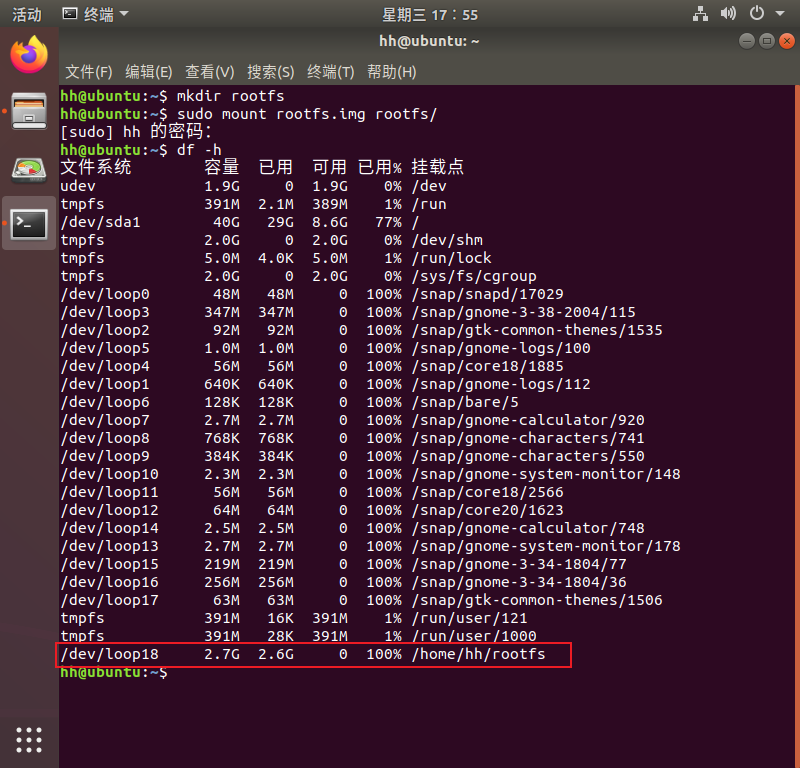 活动 终端 星期三 17：55
hh@ubuntu: ~
文件(F) 编辑(E) 查看(V) 搜索(S) 终端(T) 帮助(H)
hh@ubuntu:~$ mkdir rootfs
hh@ubuntu:~$ sudo mount rootfs.img rootfs/
[sudo] hh 的密码：
hh@ubuntu:~$ df -h
文件系统 容量 已用 可用 已用% 挂载点
udev 1.9G 0 1.9G 0% /dev
tmpfs 391M 2.1M 389M 1% /run
/dev/sda1 40G 29G 8.6G 77% /
tmpfs 2.0G 0 2.0G 0% /dev/shm
tmpfs 5.0M 4.0K 5.0M 1% /run/lock
tmpfs 2.0G 0 2.0G 0% /sys/fs/cgroup
/dev/loop0 48M 48M 0 100% /snap/snapd/17029
/dev/loop3 347M 347M 0 100% /snap/gnome-3-38-2004/115
/dev/loop2 92M 92M 0 100% /snap/gtk-common-themes/1535
/dev/loop5 1.0M 1.0M 0 100% /snap/gnome-logs/100
/dev/loop4 56M 56M 0 100% /snap/core18/1885
/dev/loop1 640K 640K 0 100% /snap/gnome-logs/112
/dev/loop6 128K 128K 0 100% /snap/bare/5
/dev/loop7 2.7M 2.7M 0 100% /snap/gnome-calculator/920
/dev/loop8 768K 768K 0 100% /snap/gnome-characters/741
/dev/loop9 384K 384K 0 100% /snap/gnome-characters/550
/dev/loop10 2.3M 2.3M 0 100% /snap/gnome-system-monitor/148
/dev/loop11 56M 56M 0 100% /snap/core18/2566
/dev/loop12 64M 64M 0 100% /snap/core20/1623
/dev/loop14 2.5M 2.5M 0 100% /snap/gnome-calculator/748
/dev/loop13 2.7M 2.7M 0 100% /snap/gnome-system-monitor/178
/dev/loop15 219M 219M 0 100% /snap/gnome-3-34-1804/77
/dev/loop16 256M 256M 0 100% /snap/gnome-3-34-1804/36
/dev/loop17 63M 63M 0 100% /snap/gtk-common-themes/1506
tmpfs 391M 16K 391M 1% /run/user/121
tmpfs 391M 28K 391M 1% /run/user/1000
/dev/loop18 2.7G 2.6G 0 100% /home/hh/rootfs
hh@ubuntu:~$